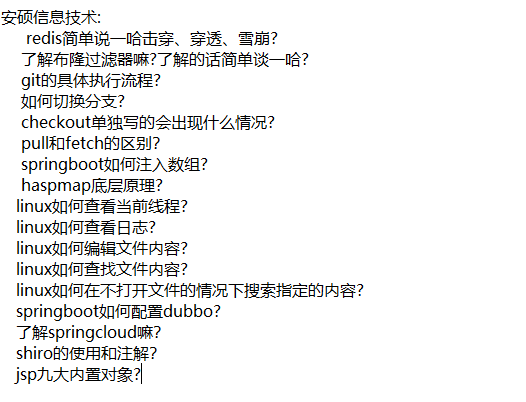 安硕信息技术:
redis简单说一哈击穿、穿透、雪崩?
了解布隆过滤器嘛?了解的话简单谈一哈?
git的具体执行流程?
如何切换分支?
checkout单独写的会出现什么情况?
pull和fetch的区别?
springboot如何注入数组?
haspmap底层原理?
linux如何查看当前线程?
linux如何查看日志?
linux如何编辑文件内容?
linux如何查找文件内容?
linux如何在不打开文件的情况下搜索指定的内容?
springboot如何配置dubbo?
了解springcloud嘛?
shiro的使用和注解?
jsp九大内置对象?